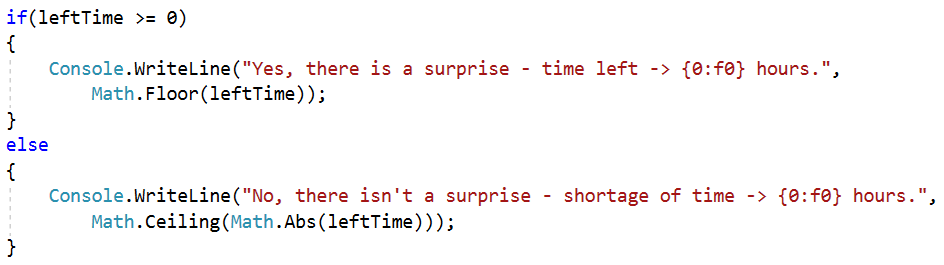 if(leftTime >= 0)
{
    Console.WriteLine("Yes, there is a surprise - time left -> {0:f0} hours.",
        Math.Floor(leftTime));
}
else
{
    Console.WriteLine("No, there isn't a surprise - shortage of time -> {0:f0} hours.",
        Math.Ceiling(Math.Abs(leftTime)));
}